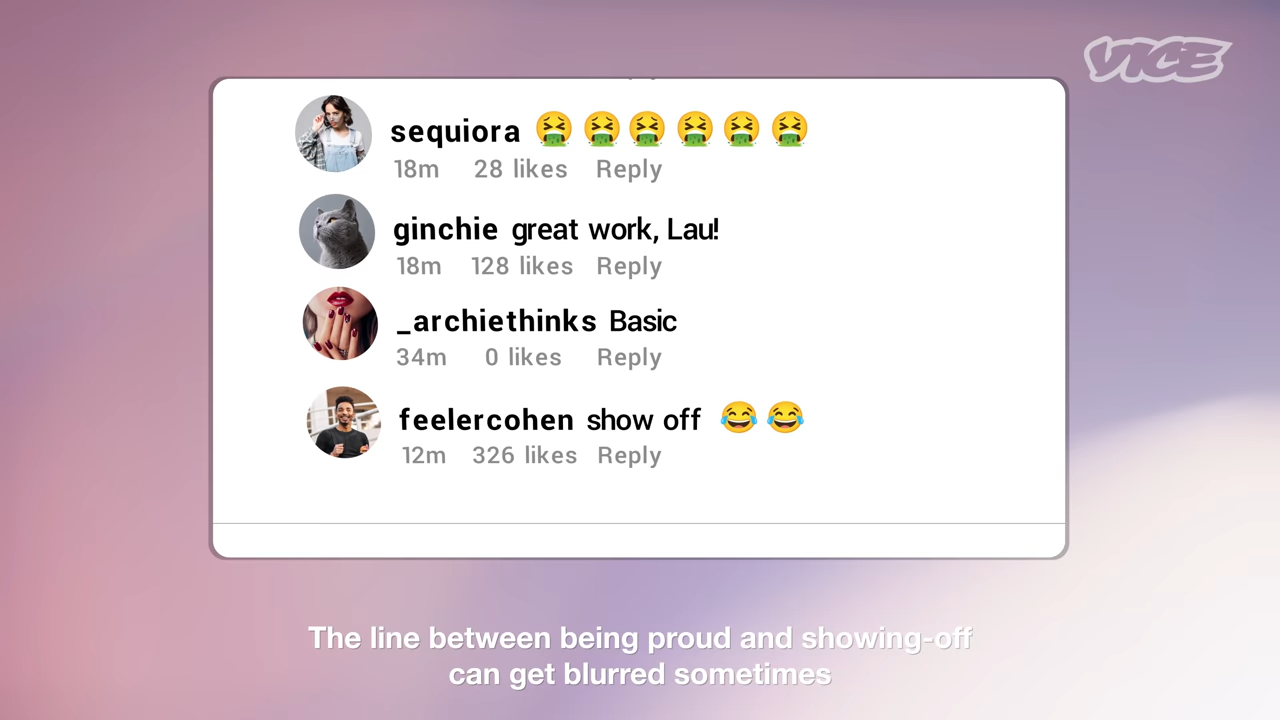 VICE
sequiora 🤮 🤮 🤮 🤮 🤮 🤮
18m 28 likes Reply
ginchie great work, Lau!
18m 128 likes Reply
_archiethinks Basic
34m 0 likes Reply
feelercohen show off 😂 😂
12m 326 likes Reply
The line between being proud and showing-off
can get blurred sometimes